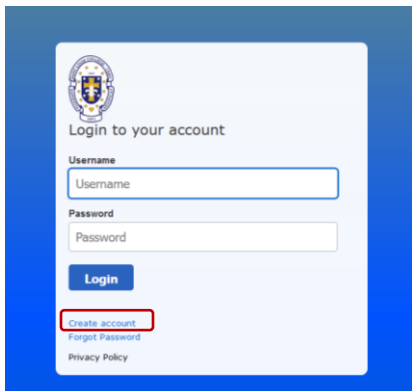 Login to your account
Username
Username
Password
Password
Login
Create account
Forgot Password
Privacy Policy